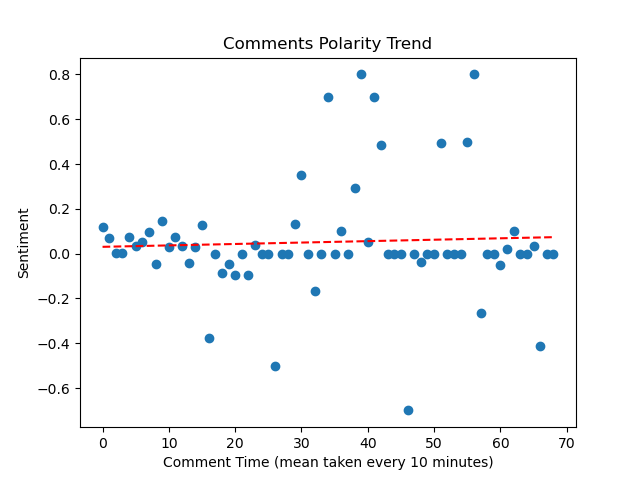 Comments Polarity Trend
0.8
0.6
0.4
0.2
0.0
−0.2
−0.4
−0.6
Sentiment
0 10 20 30 40 50 60 70
Comment Time (mean taken every 10 minutes)